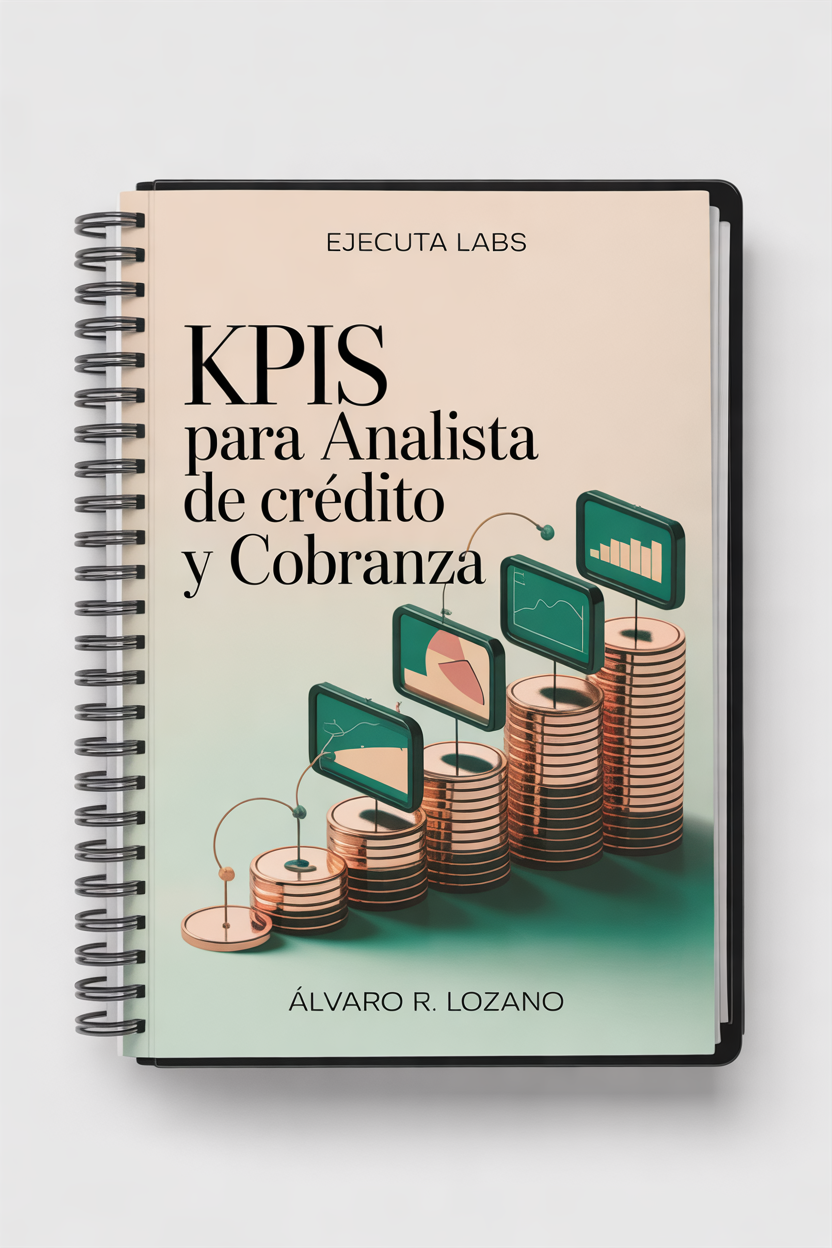 EJECUTA LABS
KPIS
para Analista
de crédito
y Cobranza
ÁLVARO R. LOZANO